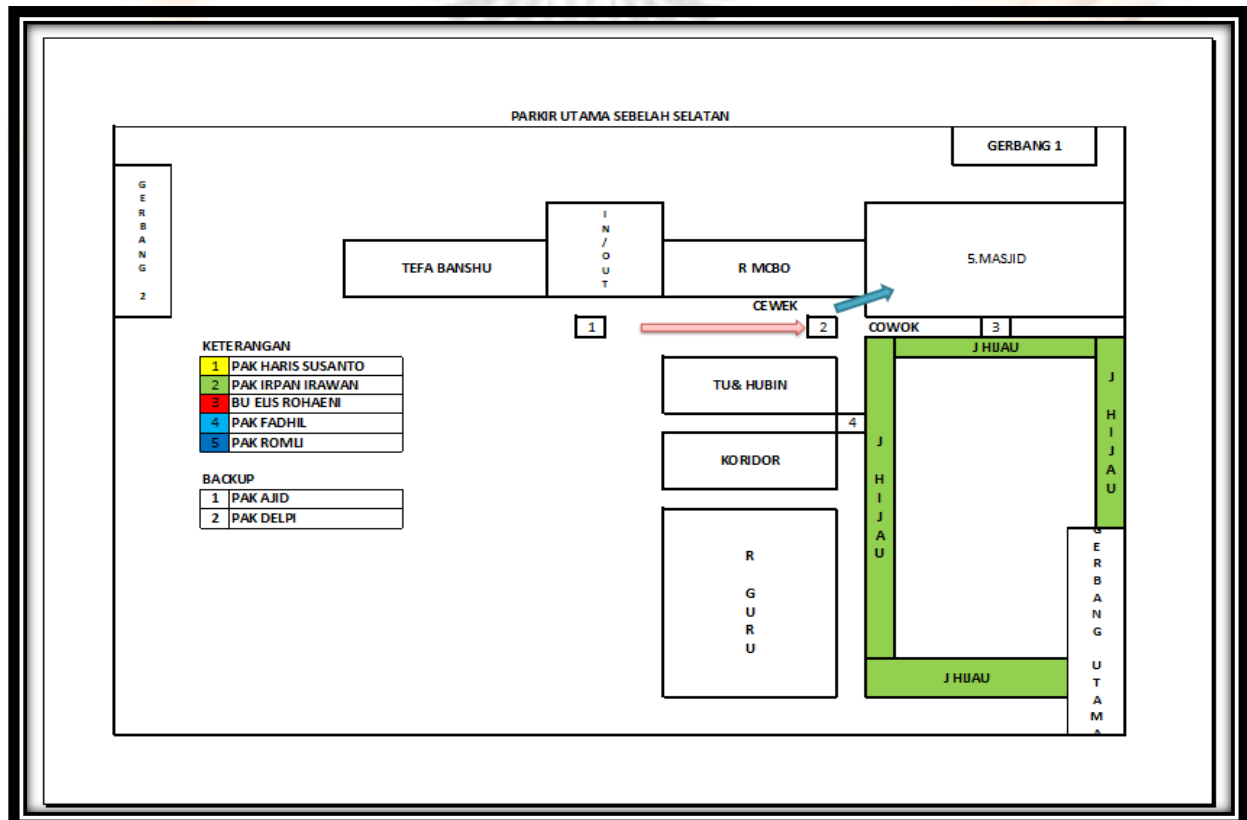 PARKIR UTAMA SEBELAH SELATAN
GERBANG 1
GERBANG 2
IN/OUT
TEFA BANSHU
R MCBO
5.MASJID
CEWEK
1
2
COWOK
3
J HIJAU
KETERANGAN
1 PAK HARIS SUSANTO
2 PAK IRPAN IRAWAN
3 BU ELIS ROHAENI
4 PAK FADHIL
5 PAK ROMLI
TU& HUBIN
4
J HIJAU
J HIJAU
KORIDOR
BACKUP
1 PAK AJID
2 PAK DELPI
R GURU
GERBANG UTAMA
J HIJAU